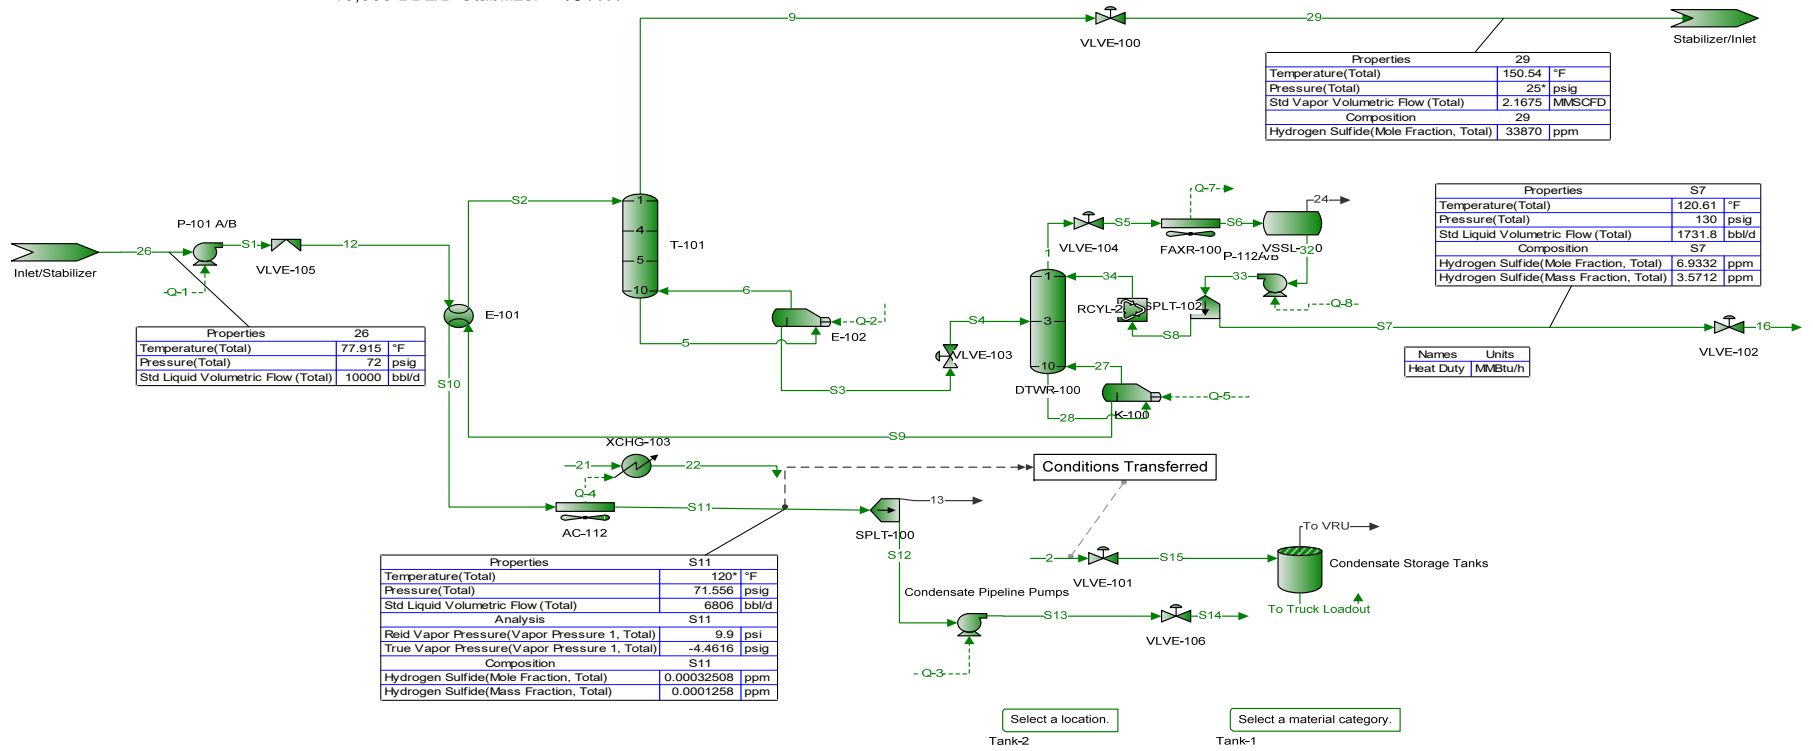 9
VLVE-100
29
Stabilizer/Inlet
Properties 29
Temperature(Total) 150.54 °F
Pressure(Total) 25* psig
Std Vapor Volumetric Flow (Total) 2.1675 MMSCFD
Composition 29
Hydrogen Sulfide(Mole Fraction, Total) 33870 ppm
Inlet/Stabilizer
26
P-101 A/B
Q-1
S1
VLVE-105
12
Properties 26
Temperature(Total) 77.915 °F
Pressure(Total) 72 psig
Std Liquid Volumetric Flow (Total) 10000 bbl/d
S2
E-101
S10
1
4
5
10
T-101
6
5
Q-2
E-102
S3
S4
VLVE-103
1
VLVE-104
S5
Q-7
FAXR-100
S6
24
32
P-112A/B
33
Q-8
34
S8
1
3
10
DTWR-100
27
28
K-100
Q-5
S9
S7
VLVE-102
16
Properties S7
Temperature(Total) 120.61 °F
Pressure(Total) 130 psig
Std Liquid Volumetric Flow (Total) 1731.8 bbl/d
Composition S7
Hydrogen Sulfide(Mole Fraction, Total) 6.9332 ppm
Hydrogen Sulfide(Mass Fraction, Total) 3.5712 ppm
Names Units
Heat Duty MMBtu/h
XCHG-103
21
22
Q-4
AC-112
S11
SPLT-100
13
S12
Conditions Transferred
2
VLVE-101
S15
To VRU
Condensate Storage Tanks
To Truck Loadout
Condensate Pipeline Pumps
S13
VLVE-106
S14
Q-3
Properties S11
Temperature(Total) 120* °F
Pressure(Total) 71.556 psig
Std Liquid Volumetric Flow (Total) 6806 bbl/d
Analysis S11
Reid Vapor Pressure(Vapor Pressure 1, Total) 9.9 psi
True Vapor Pressure(Vapor Pressure 1, Total) -4.4616 psig
Composition S11
Hydrogen Sulfide(Mole Fraction, Total) 0.00032508 ppm
Hydrogen Sulfide(Mass Fraction, Total) 0.0001258 ppm
Select a location.
Tank-2
Select a material category.
Tank-1